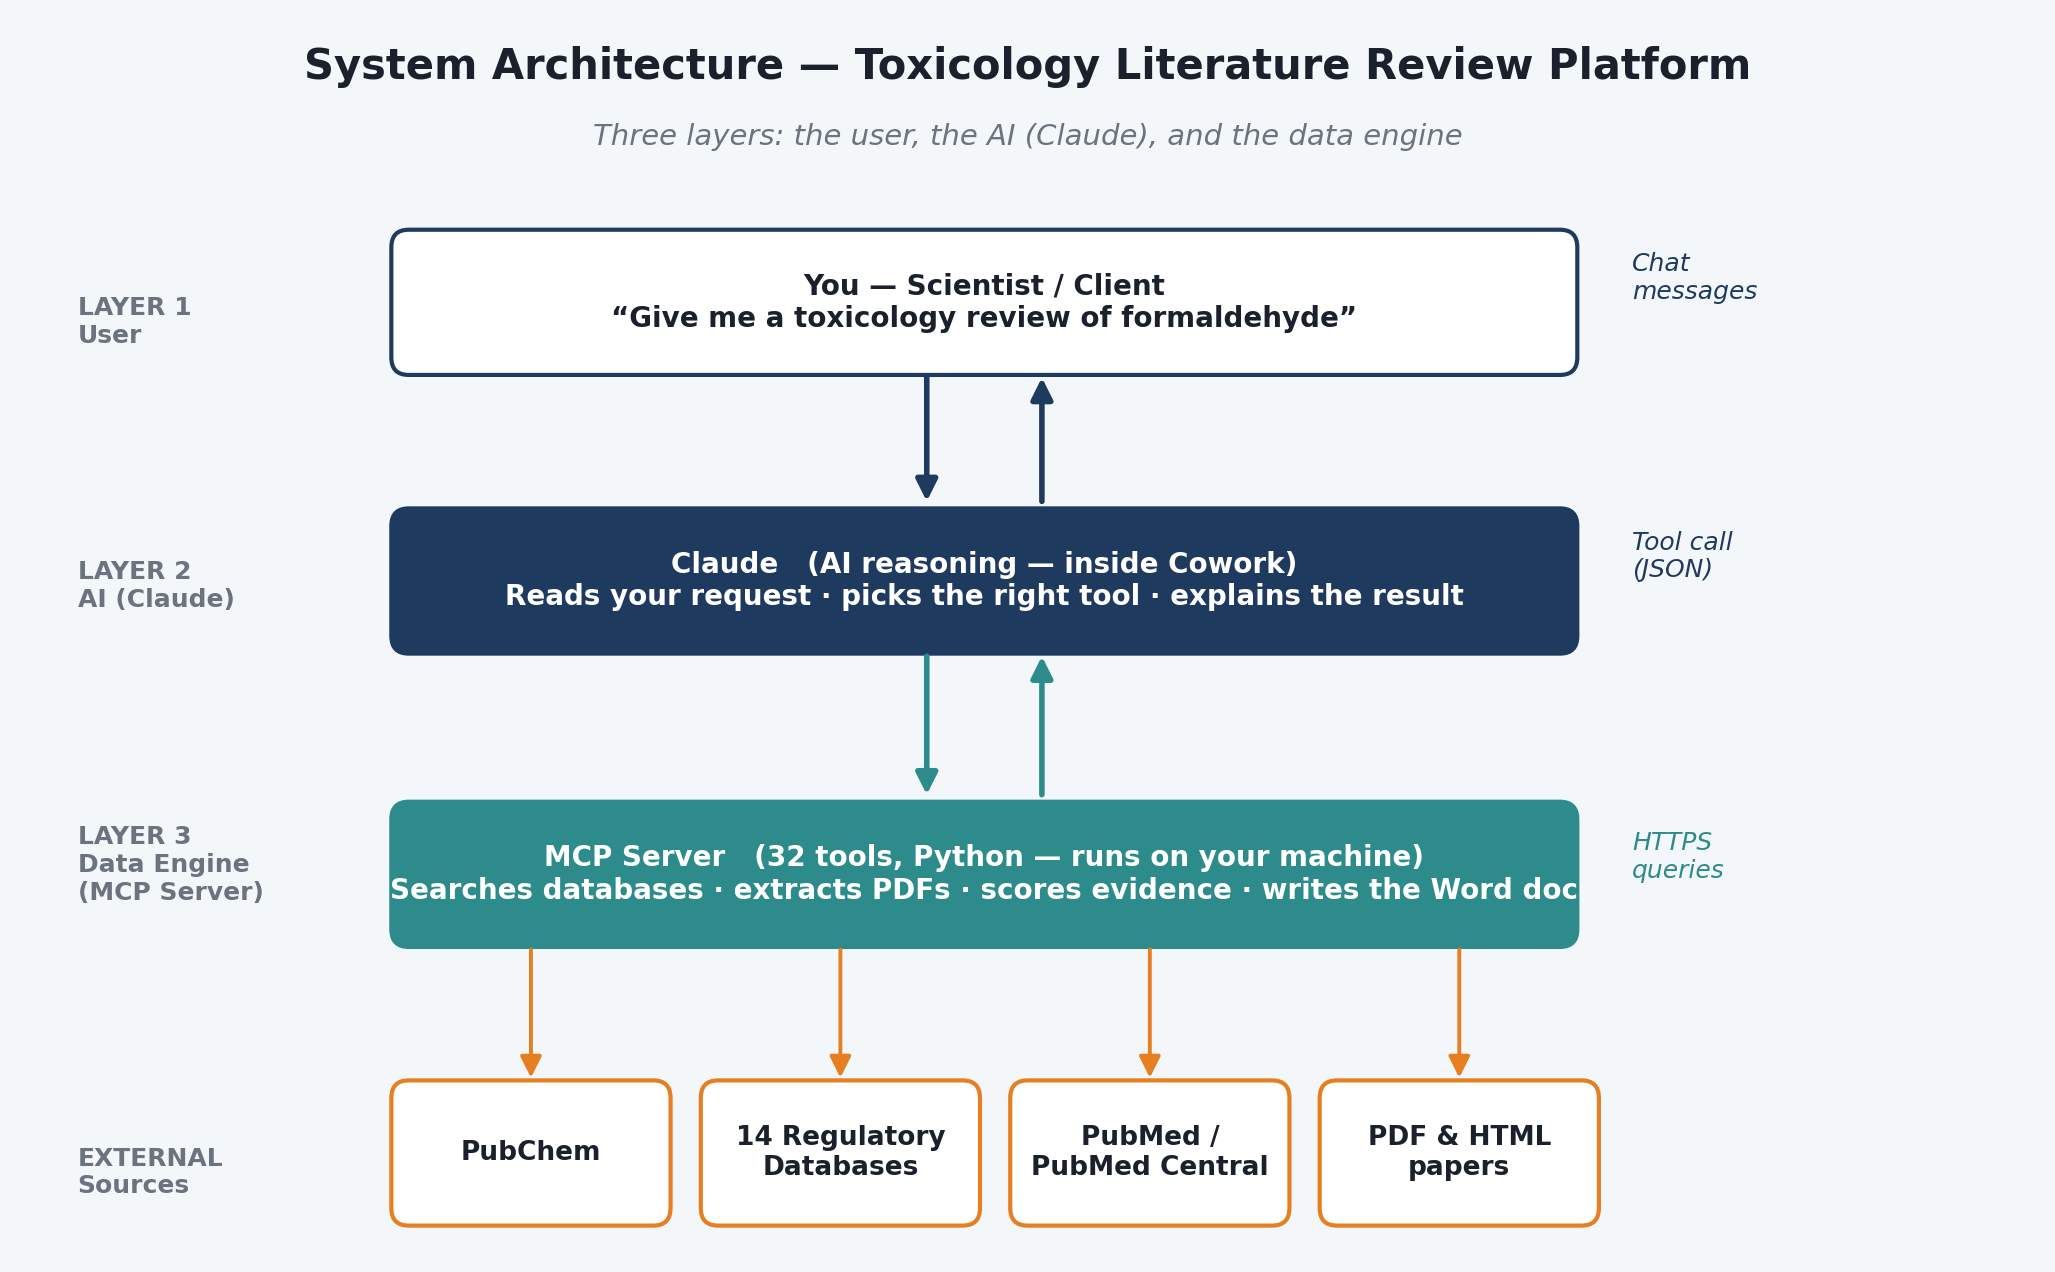 System Architecture — Toxicology Literature Review Platform
Three layers: the user, the AI (Claude), and the data engine
LAYER 1
User
You — Scientist / Client
“Give me a toxicology review of formaldehyde”
Chat
messages
LAYER 2
AI (Claude)
Claude   (AI reasoning — inside Cowork)
Reads your request · picks the right tool · explains the result
Tool call
(JSON)
LAYER 3
Data Engine
(MCP Server)
MCP Server   (32 tools, Python — runs on your machine)
Searches databases · extracts PDFs · scores evidence · writes the Word doc
HTTPS
queries
EXTERNAL
Sources
PubChem
14 Regulatory
Databases
PubMed /
PubMed Central
PDF & HTML
papers